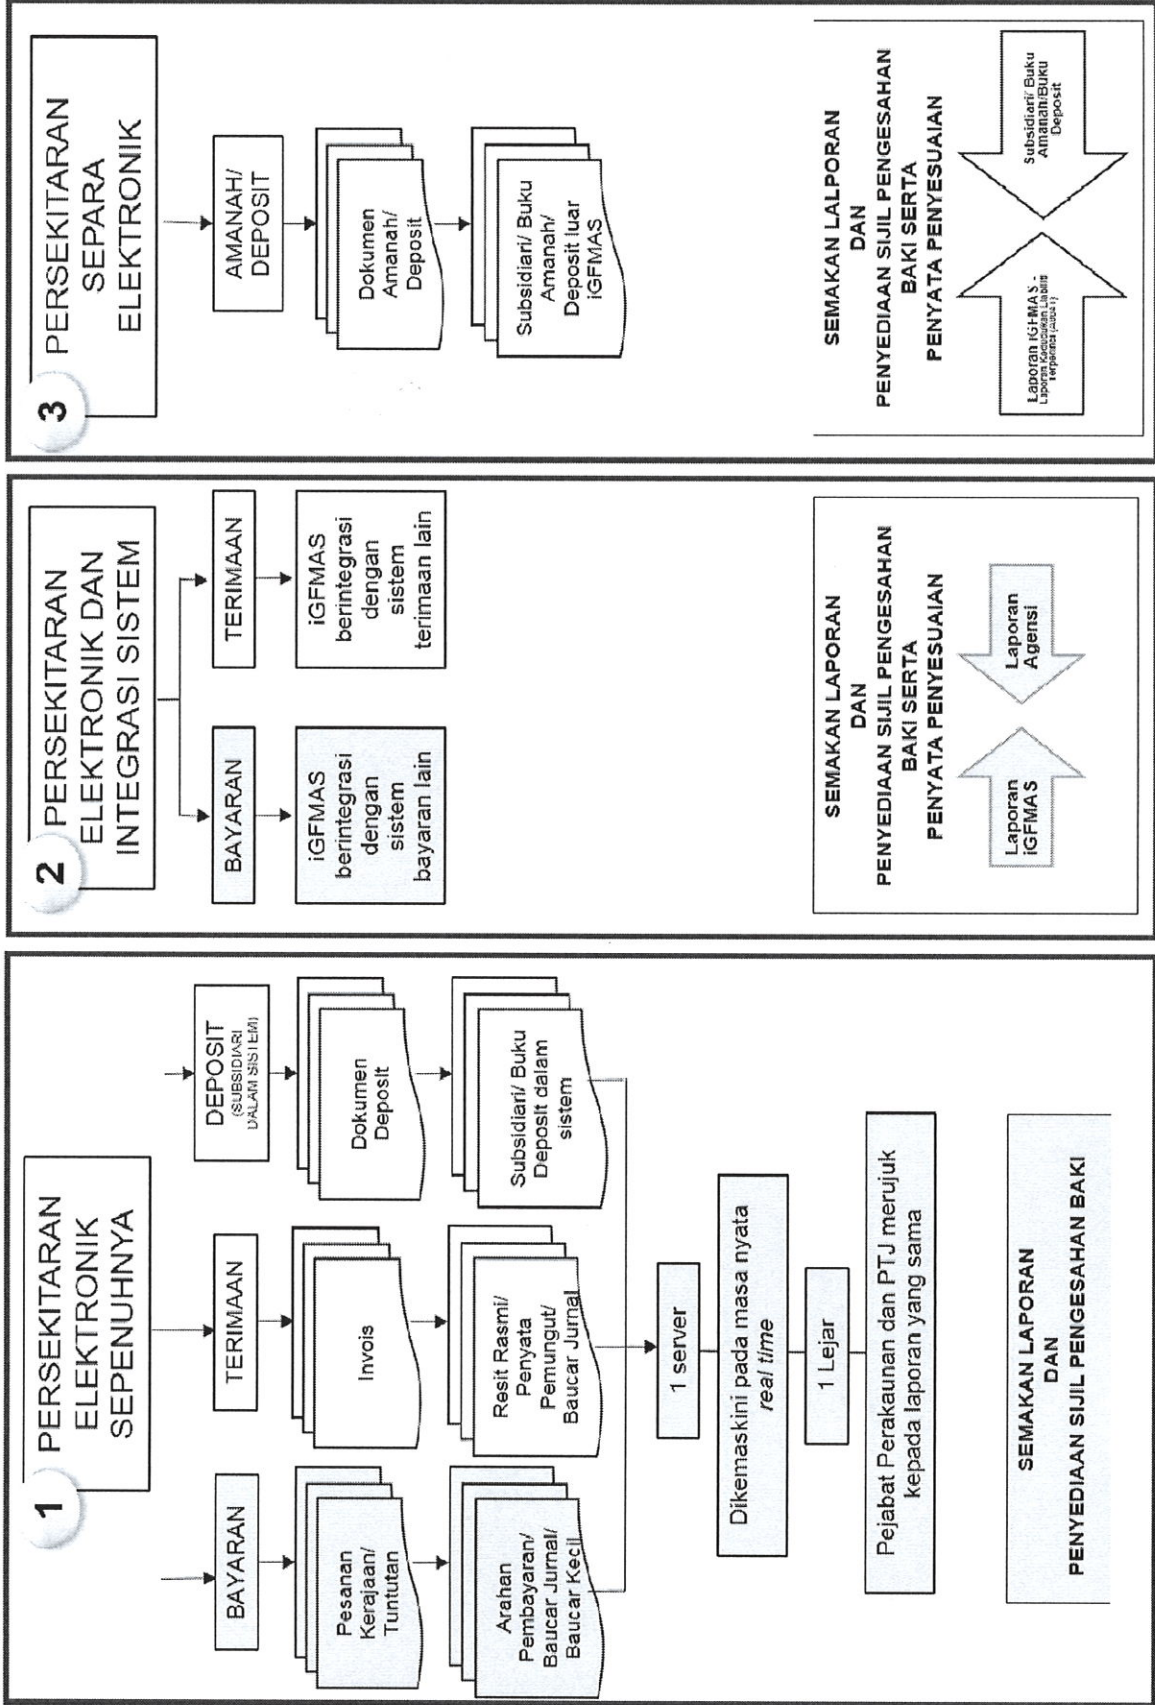 1
PERSEKITARAN
ELEKTRONIK
SEPENUHNYA
BAYARAN
Pesanan
Kerajaan/
Tuntutan
Arahan
Pembayaran/
Baucar Jurnal/
Baucar Kecil
TERIMAAN
Invois
Resit Rasmi/
Penyata
Pemungut/
Baucar Jurnal
DEPOSIT
(SUBSIDIARI
DALAM SISTEM)
Dokumen
Deposit
Subsidiari/ Buku
Deposit dalam
sistem
1 server
Dikemaskini pada masa nyata
real time
1 Lejar
Pejabat Perakaunan dan PTJ merujuk
kepada laporan yang sama
SEMAKAN LAPORAN
DAN
PENYEDIAAN SIJIL PENGESAHAN BAKI
2
PERSEKITARAN
ELEKTRONIK DAN
INTEGRASI SISTEM
BAYARAN
iGFMAS
berintegrasi
dengan
sistem
bayaran lain
TERIMAAN
iGFMAS
berintegrasi
dengan
sistem
terimaan lain
SEMAKAN LAPORAN
DAN
PENYEDIAAN SIJIL PENGESAHAN
BAKI SERTA
PENYATA PENYESUAIAN
Laporan
iGFMAS
Laporan
Agensi
3
PERSEKITARAN
SEPARA
ELEKTRONIK
AMANAH/
DEPOSIT
Dokumen
Amanah/
Deposit
Subsidiari/ Buku
Amanah/
Deposit luar
iGFMAS
SEMAKAN LALPORAN
DAN
PENYEDIAAN SIJIL PENGESAHAN
BAKI SERTA
PENYATA PENYESUAIAN
Laporan iGFMAS -
Laporan Kedudukan Liabiliti
Terperinci
Subsidiari/ Buku
Amanah/Buku
Deposit